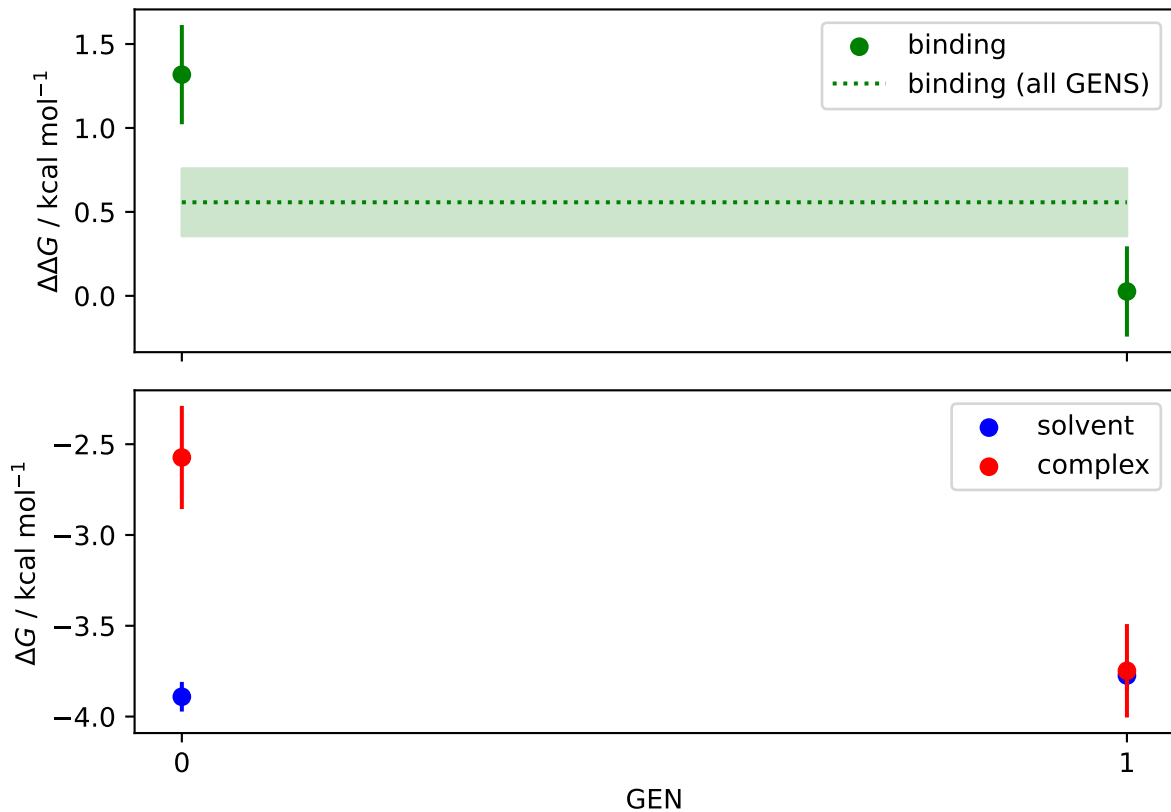 ΔΔG / kcal mol⁻¹
1.5
1.0
0.5
0.0
binding
binding (all GENS)
ΔG / kcal mol⁻¹
−2.5
−3.0
−3.5
−4.0
solvent
complex
0
1
GEN